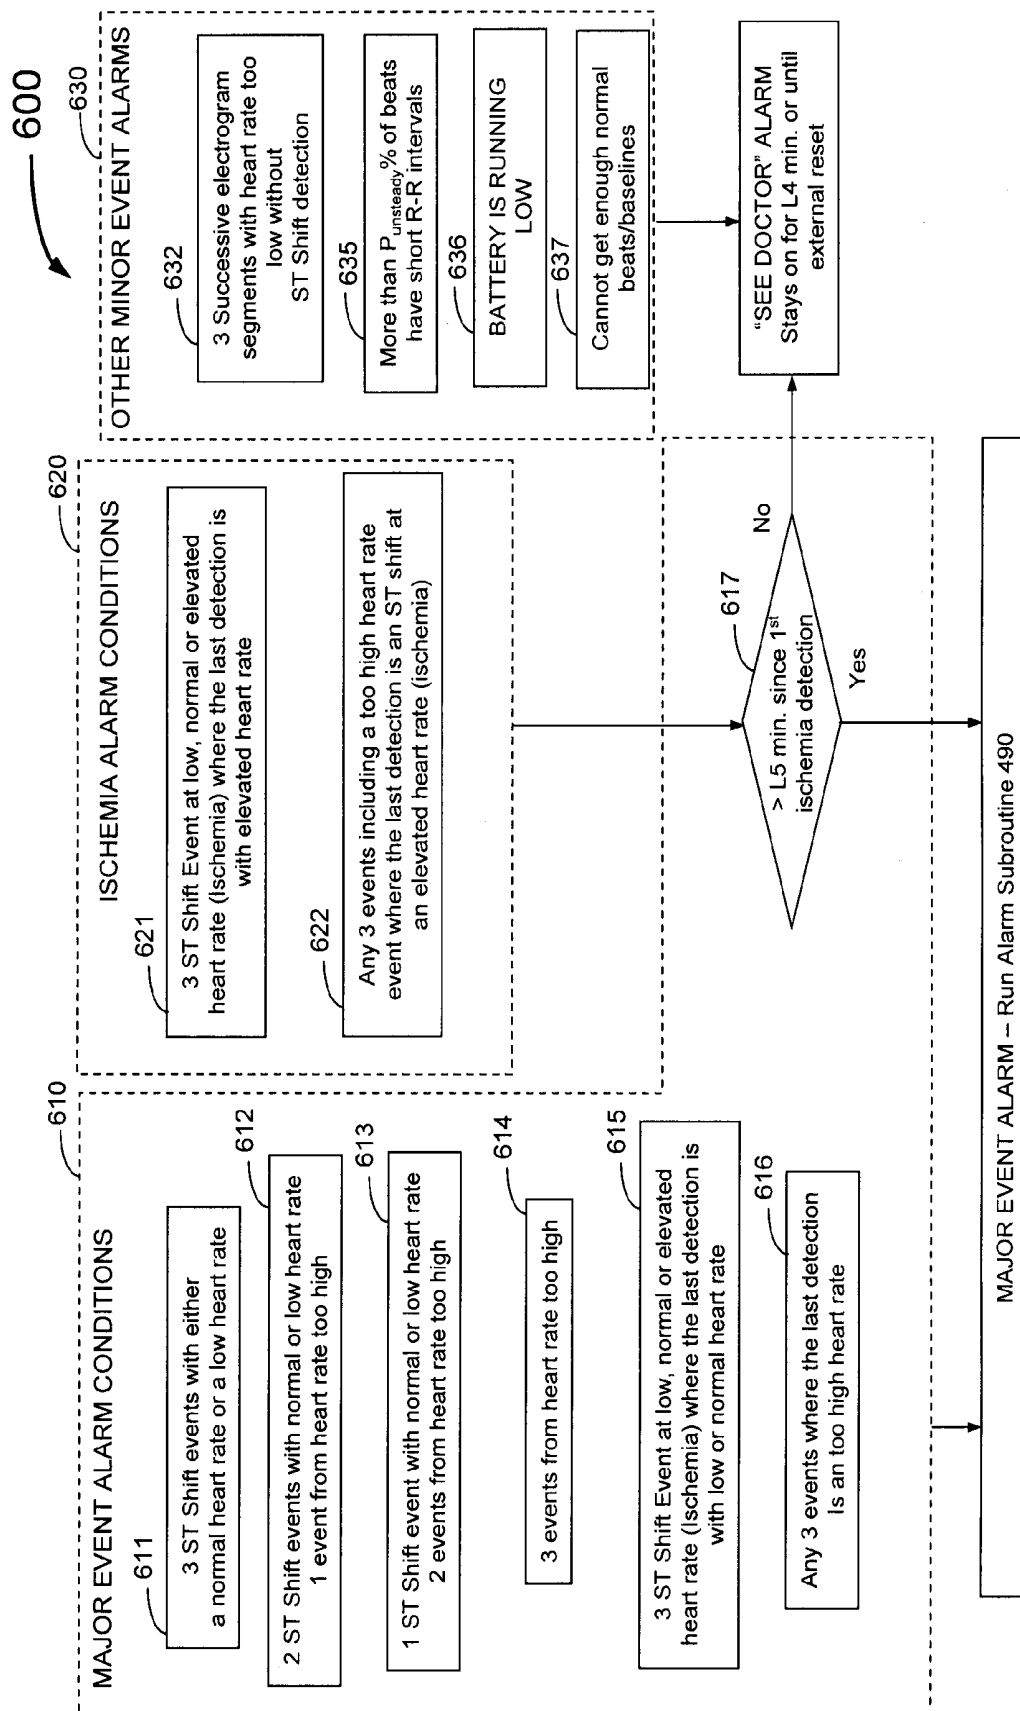 600
610
MAJOR EVENT ALARM CONDITIONS
611
3 ST Shift events with either
a normal heart rate or a low heart rate
612
2 ST Shift events with normal or low heart rate
1 event from heart rate too high
613
1 ST Shift event with normal or low heart rate
2 events from heart rate too high
614
3 events from heart rate too high
615
3 ST Shift Event at low, normal or elevated
heart rate (Ischemia) where the last detection is
with low or normal heart rate
616
Any 3 events where the last detection
Is an too high heart rate
620
ISCHEMIA ALARM CONDITIONS
621
3 ST Shift Event at low, normal or elevated
heart rate (Ischemia) where the last detection is
with elevated heart rate
622
Any 3 events including a too high heart rate
event where the last detection is an ST shift at
an elevated heart rate (ischemia)
617
> L5 min. since 1st
ischemia detection
No
Yes
630
OTHER MINOR EVENT ALARMS
632
3 Successive electrogram
segments with heart rate too
low without
ST Shift detection
635
More than Punsteady% of beats
have short R-R intervals
636
BATTERY IS RUNNING
LOW
637
Cannot get enough normal
beats/baselines
“SEE DOCTOR” ALARM
Stays on for L4 min. or until
external reset
MAJOR EVENT ALARM – Run Alarm Subroutine 490